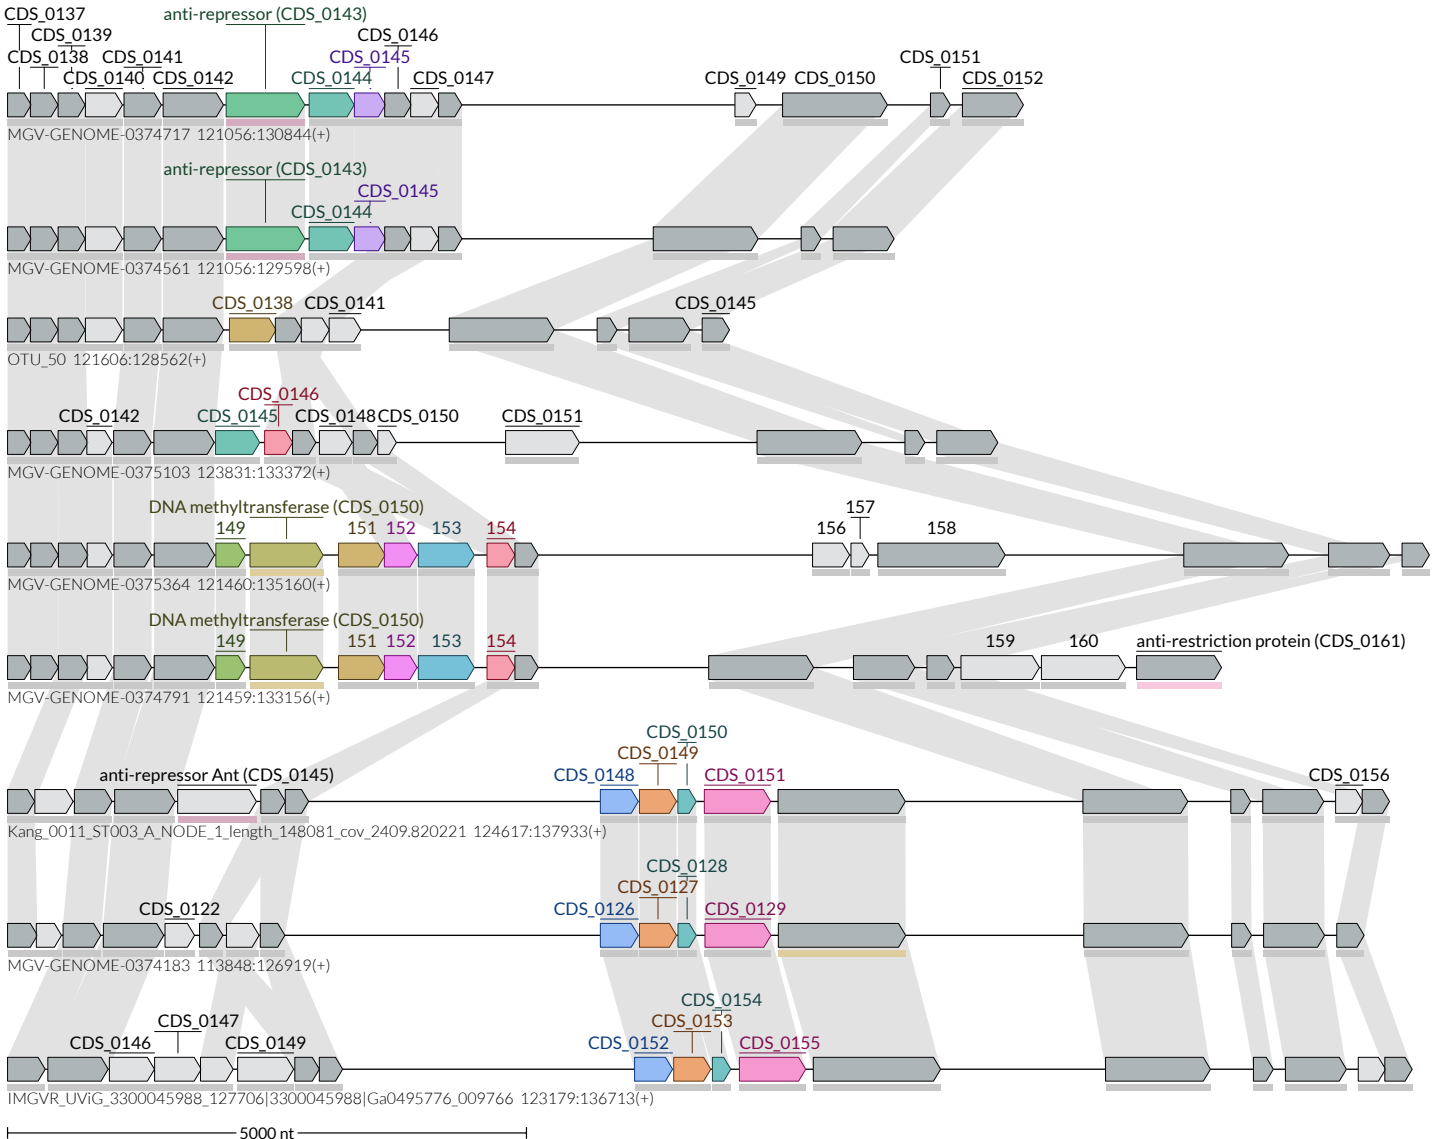 CDS_0137 anti-repressor (CDS_0143)
CDS_0139 CDS_0146
CDS_0138 CDS_0141 CDS_0145 CDS_0151
CDS_0140 CDS_0142 CDS_0144 CDS_0147 CDS_0149 CDS_0150 CDS_0152
MGV-GENOME-0374717 121056:130844(+)
anti-repressor (CDS_0143)
CDS_0145
CDS_0144
MGV-GENOME-0374561 121056:129598(+)
CDS_0138 CDS_0141 CDS_0145
OTU_50 121606:128562(+)
CDS_0146
CDS_0142 CDS_0145 CDS_0148 CDS_0150 CDS_0151
MGV-GENOME-0375103 123831:133372(+)
DNA methyltransferase (CDS_0150) 157
149 151 152 153 154 156 158
MGV-GENOME-0375364 121460:135160(+)
DNA methyltransferase (CDS_0150)
149 151 152 153 154 159 160 anti-restriction protein (CDS_0161)
MGV-GENOME-0374791 121459:133156(+)
CDS_0150
CDS_0149
anti-repressor Ant (CDS_0145) CDS_0148 CDS_0151 CDS_0156
Kang_0011_ST003_A_NODE_1_length_148081_cov_2409.820221 124617:137933(+)
CDS_0128
CDS_0127
CDS_0122 CDS_0126 CDS_0129
MGV-GENOME-0374183 113848:126919(+)
CDS_0154
CDS_0147 CDS_0153
CDS_0146 CDS_0149 CDS_0152 CDS_0155
IMGVR_UViG_3300045988_127706|3300045988|Ga0495776_009766 123179:136713(+)
5000 nt